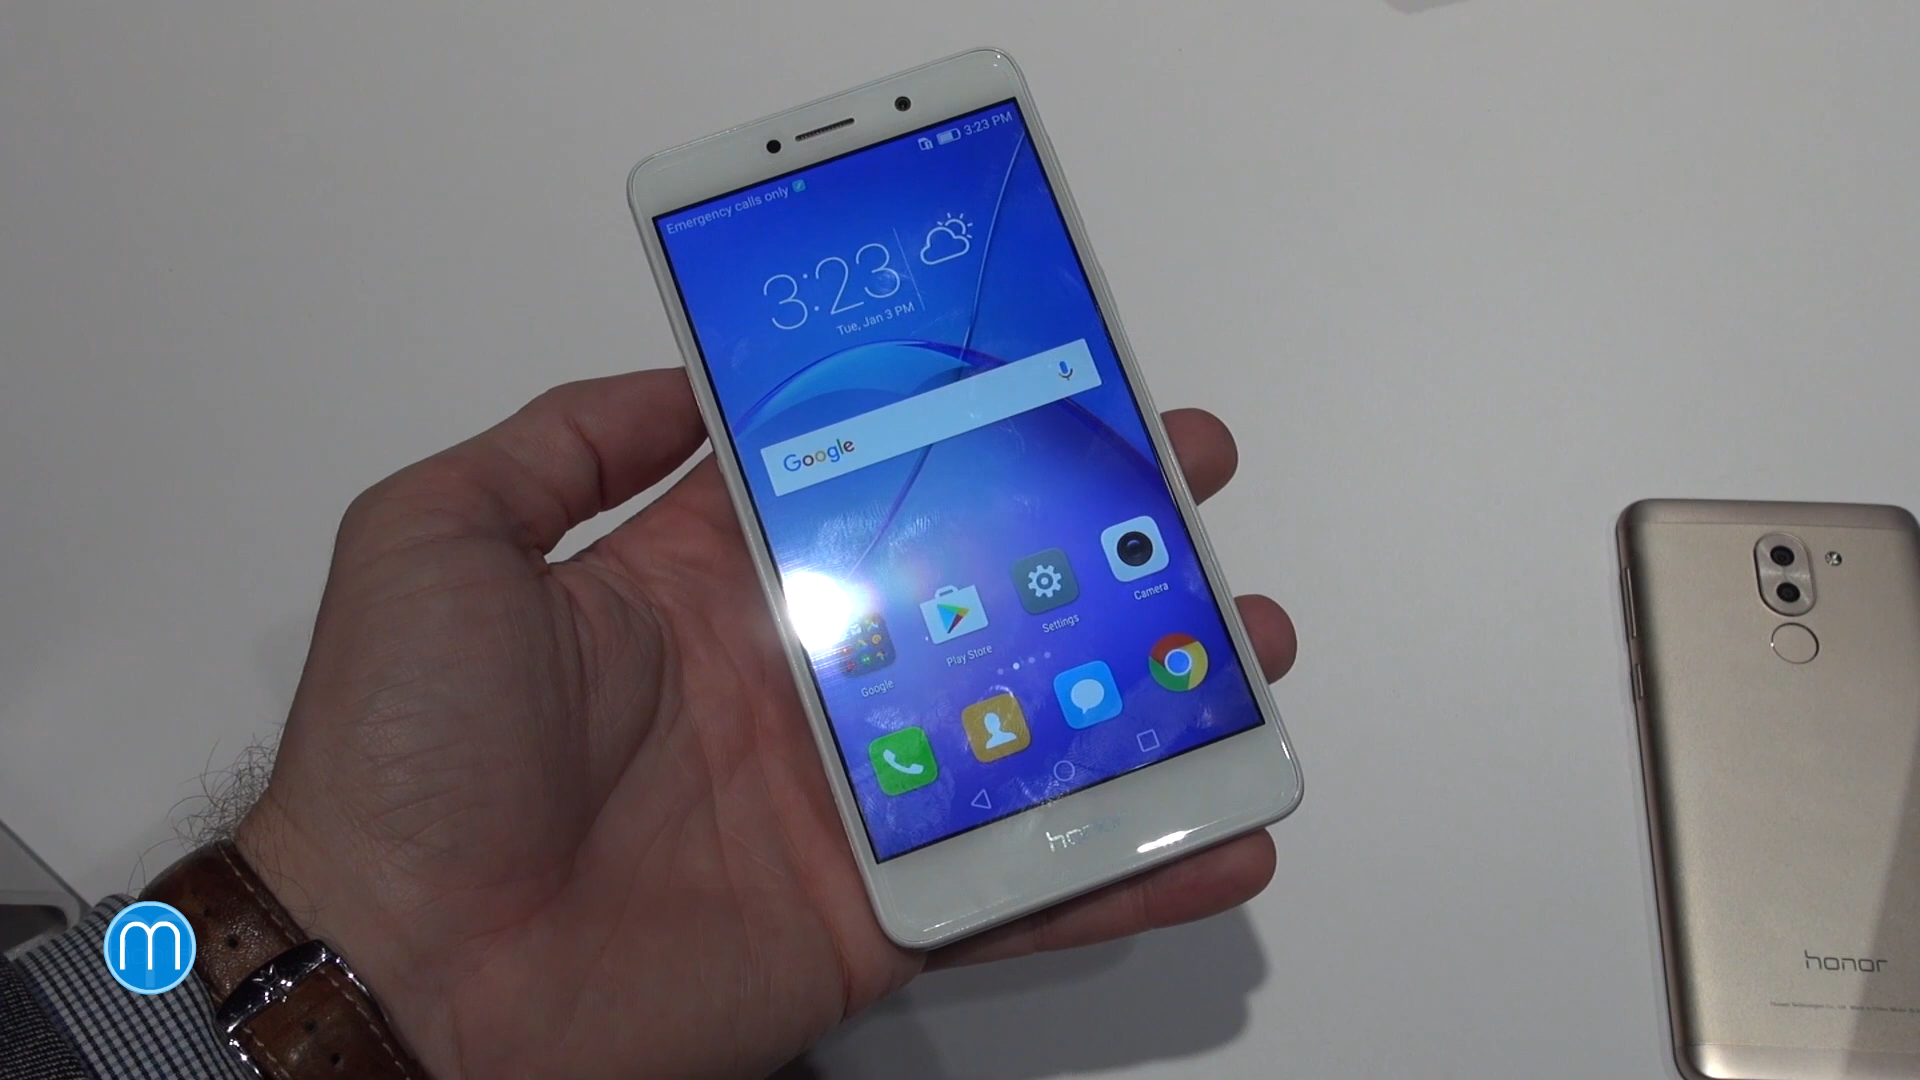 3:23 PM
Emergency calls only
3:23
Tue, Jan 3 PM
Google
Camera
Settings
Play Store
Google
honor
honor
m